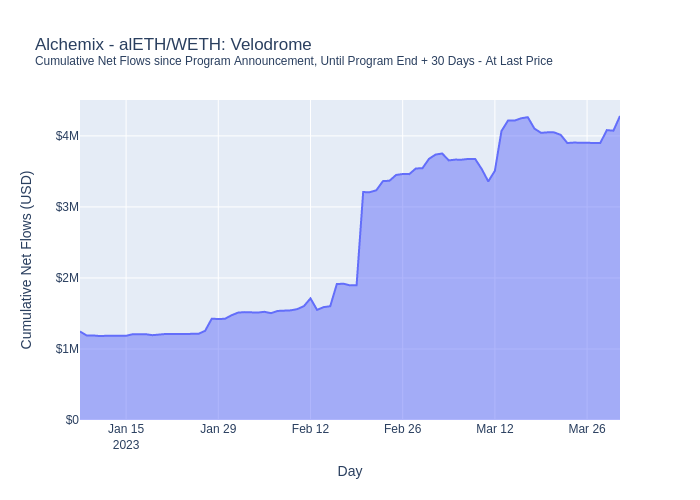 Alchemix - alETH/WETH: Velodrome
Cumulative Net Flows since Program Announcement, Until Program End + 30 Days - At Last Price
Cumulative Net Flows (USD)
$4M
$3M
$2M
$1M
$0
Jan 15
2023
Jan 29
Feb 12
Feb 26
Mar 12
Mar 26
Day